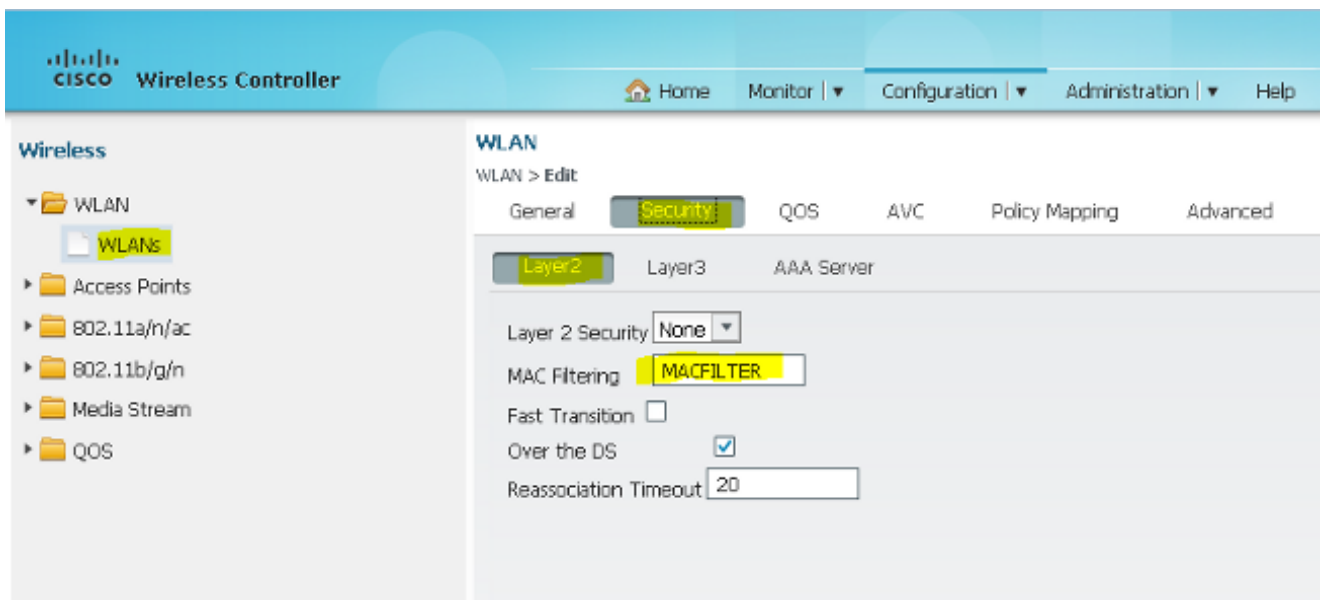 CISCO Wireless Controller
Home Monitor Configuration Administration Help
Wireless
WLAN
WLANs
Access Points
802.11a/n/ac
802.11b/g/n
Media Stream
QOS
WLAN
WLAN > Edit
General Security QOS AVC Policy Mapping Advanced
Layer2 Layer3 AAA Server
Layer 2 Security None
MAC Filtering MACFILTER
Fast Transition
Over the DS
Reassociation Timeout 20